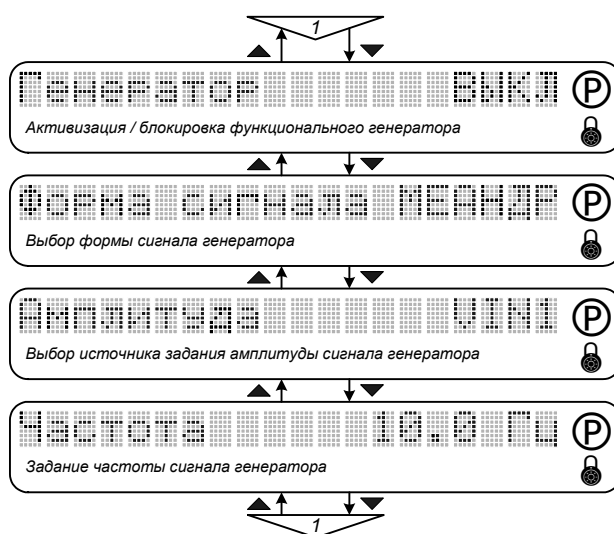 1
Генератор ВЫКЛ P
Активизация / блокировка функционального генератора
Форма сигнала МЕАНДР P
Выбор формы сигнала генератора
Амплитуда VIN1 P
Выбор источника задания амплитуды сигнала генератора
Частота 10.0 Гц P
Задание частоты сигнала генератора
1